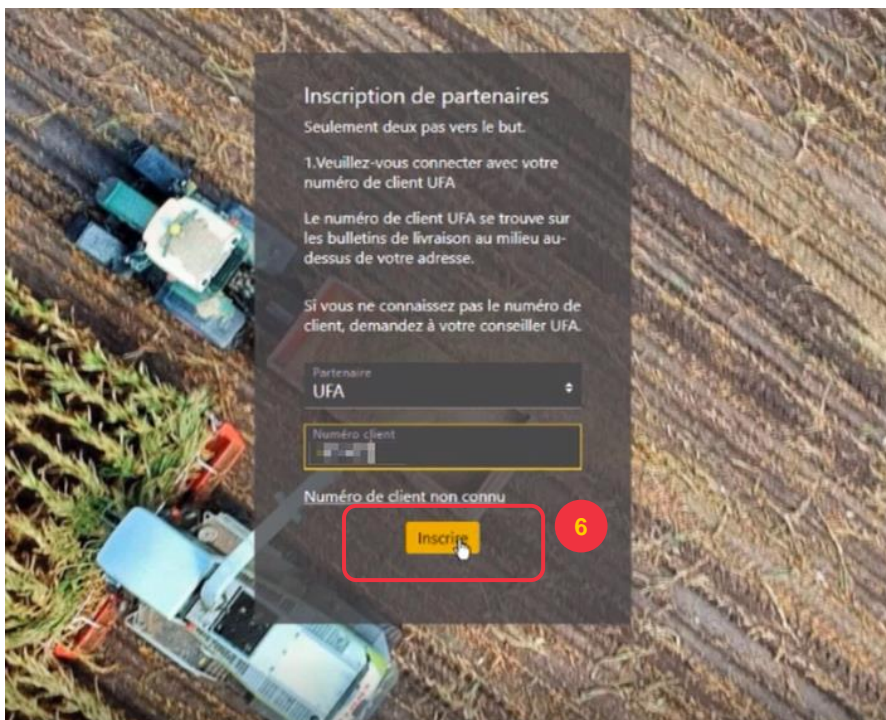 Inscription de partenaires
Seulement deux pas vers le but.
1.Veuillez-vous connecter avec votre
numéro de client UFA
Le numéro de client UFA se trouve sur
les bulletins de livraison au milieu au-
dessus de votre adresse.
Si vous ne connaissez pas le numéro de
client, demandez à votre conseiller UFA.
Partenaire
UFA
Numéro client
Numéro de client non connu
Inscrire
6